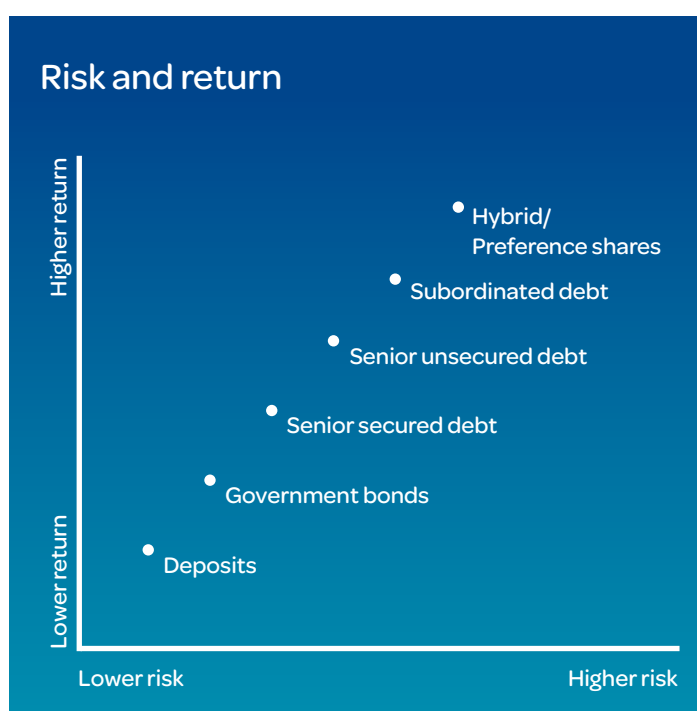 Risk and return
Higher return
Hybrid/
Preference shares
Subordinated debt
Senior unsecured debt
Senior secured debt
Government bonds
Deposits
Lower return
Lower risk
Higher risk